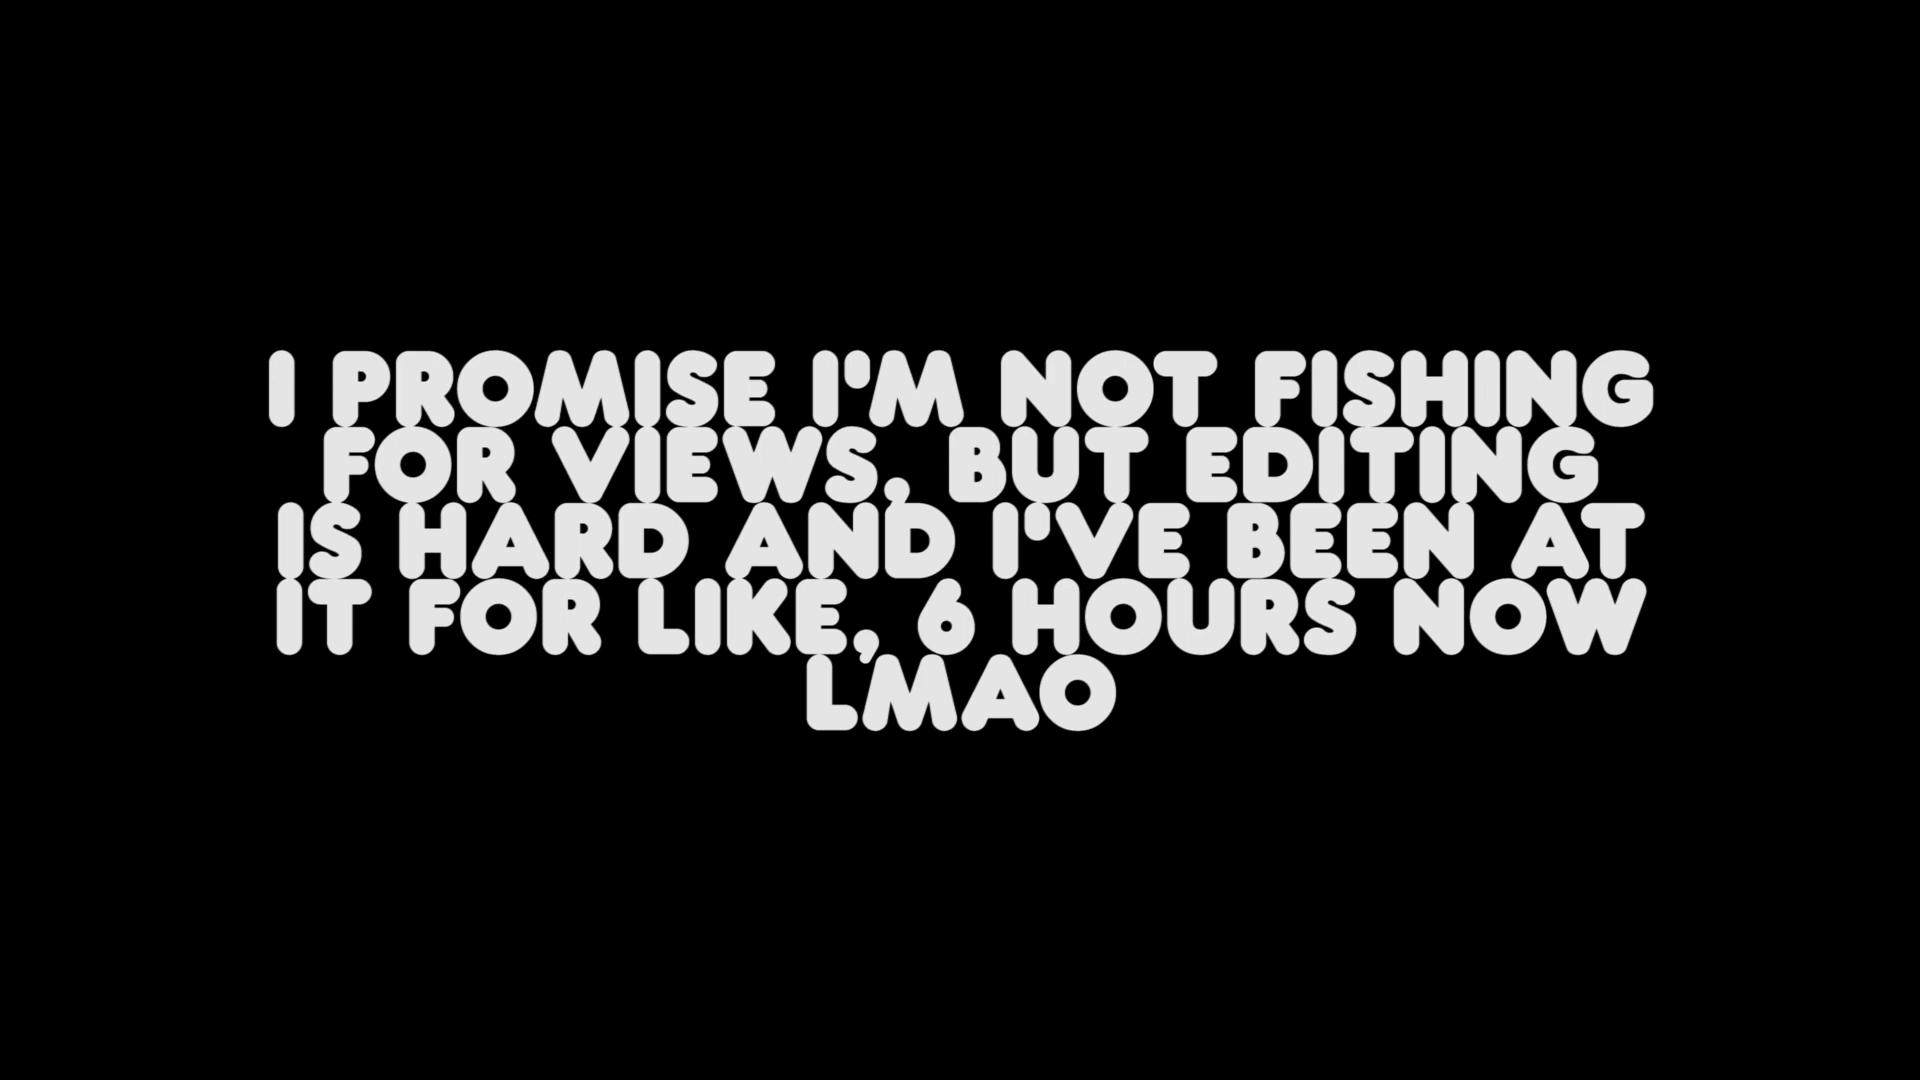 I PROMISE I'M NOT FISHING
FOR VIEWS, BUT EDITING
IS HARD AND I'VE BEEN AT
IT FOR LIKE, 6 HOURS NOW
LMAO